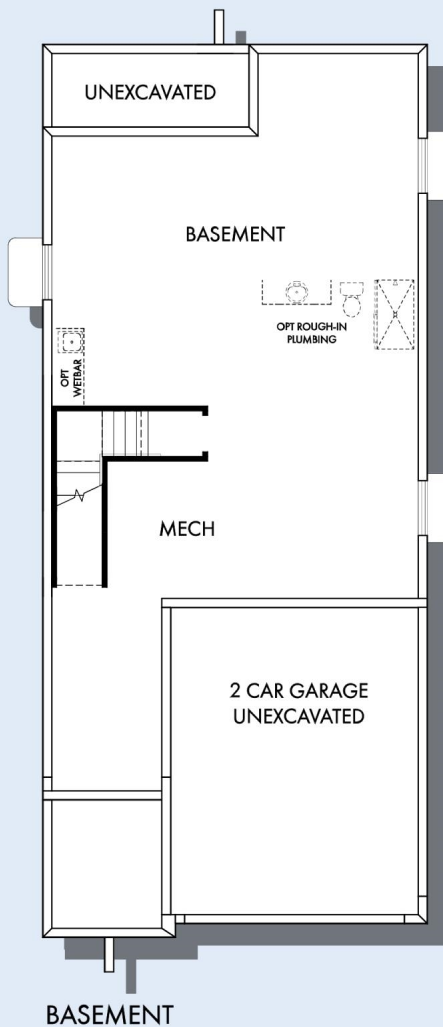 UNEXCAVATED
BASEMENT
OPT ROUGH-IN
PLUMBING
OPT
WETBAR
MECH
2 CAR GARAGE
UNEXCAVATED
BASEMENT